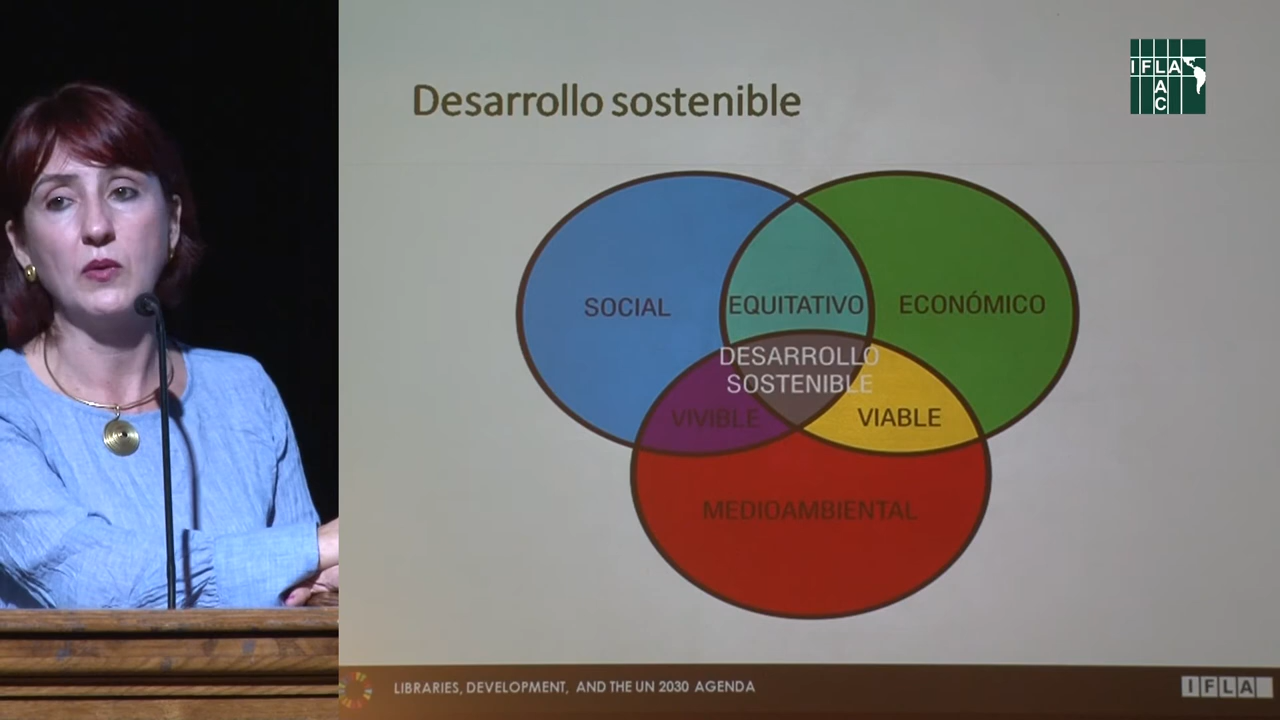 IFLA
A
C
Desarrollo sostenible
SOCIAL
EQUITATIVO
ECONÓMICO
DESARROLLO
SOSTENIBLE
VIVIBLE
VIABLE
MEDIOAMBIENTAL
LIBRARIES, DEVELOPMENT, AND THE UN 2030 AGENDA
IFLA